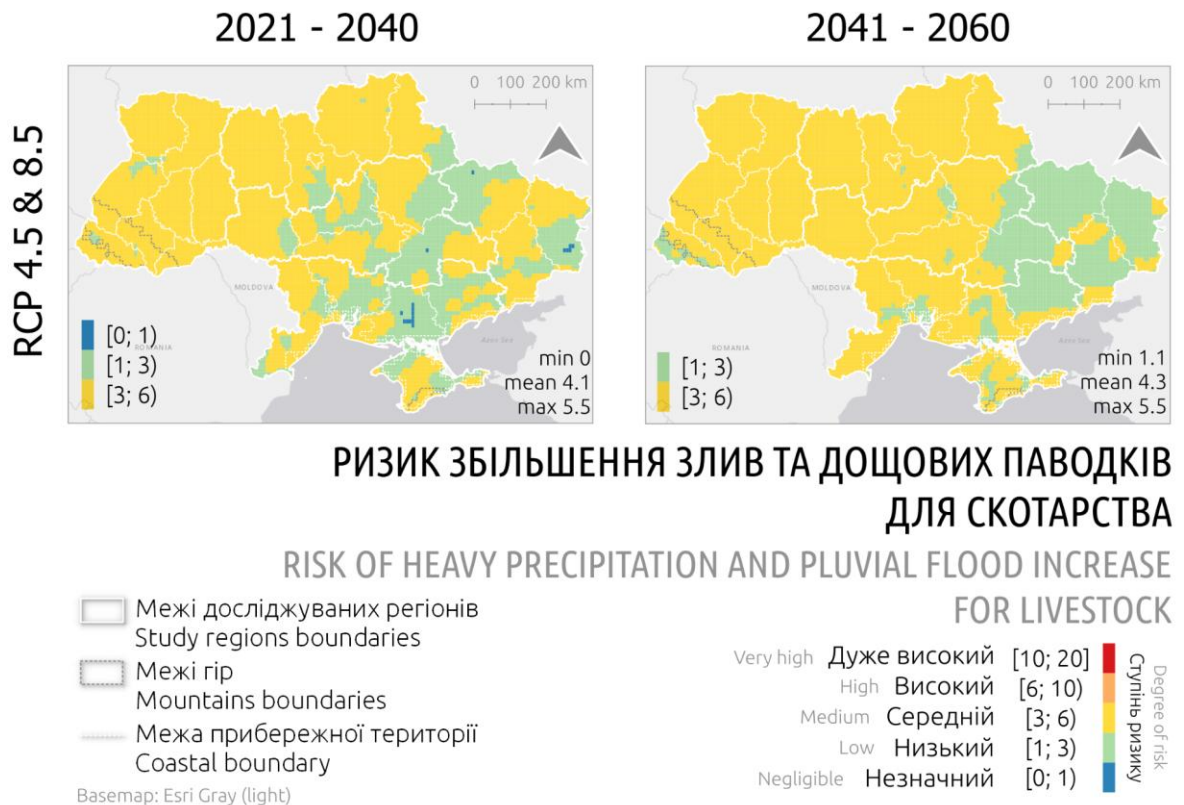 2021 - 2040
2041 - 2060
RCP 4.5 & 8.5
0 100 200 km
MOLDOVA
ROMANIA
Azov Sea
[0; 1)
[1; 3)
[3; 6)
min 0
mean 4.1
max 5.5
0 100 200 km
MOLDOVA
ROMANIA
Azov Sea
[1; 3)
[3; 6)
min 1.1
mean 4.3
max 5.5
РИЗИК ЗБІЛЬШЕННЯ ЗЛИВ ТА ДОЩОВИХ ПАВОДКІВ
ДЛЯ СКОТАРСТВА
RISK OF HEAVY PRECIPITATION AND PLUVIAL FLOOD INCREASE
FOR LIVESTOCK
Межі досліджуваних регіонів
Study regions boundaries
Межі гір
Mountains boundaries
Межа прибережної території
Coastal boundary
Basemap: Esri Gray (light)
Very high Дуже високий [10; 20]
High Високий [6; 10)
Medium Середній [3; 6)
Low Низький [1; 3)
Negligible Незначний [0; 1)
Ступінь ризику
Degree of risk